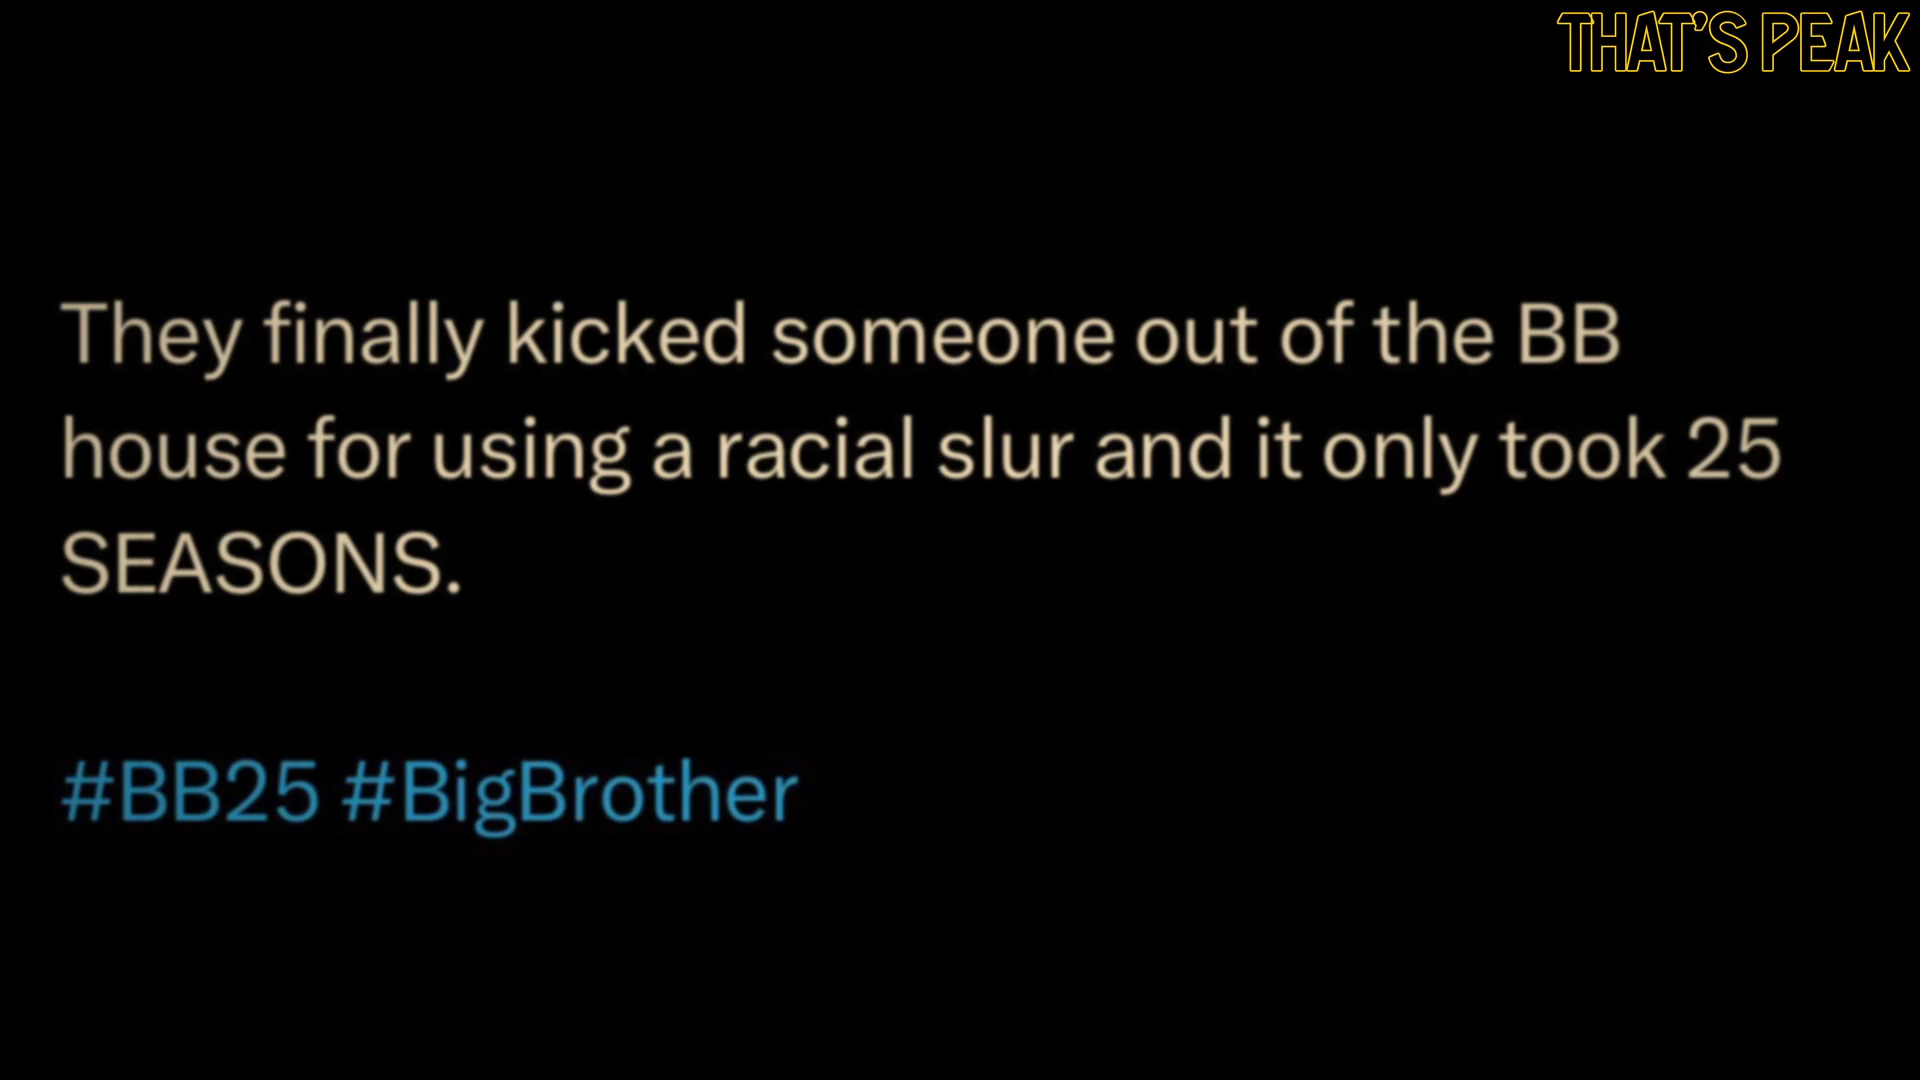 THAT'S PEAK
They finally kicked someone out of the BB
house for using a racial slur and it only took 25
SEASONS.
#BB25 #BigBrother